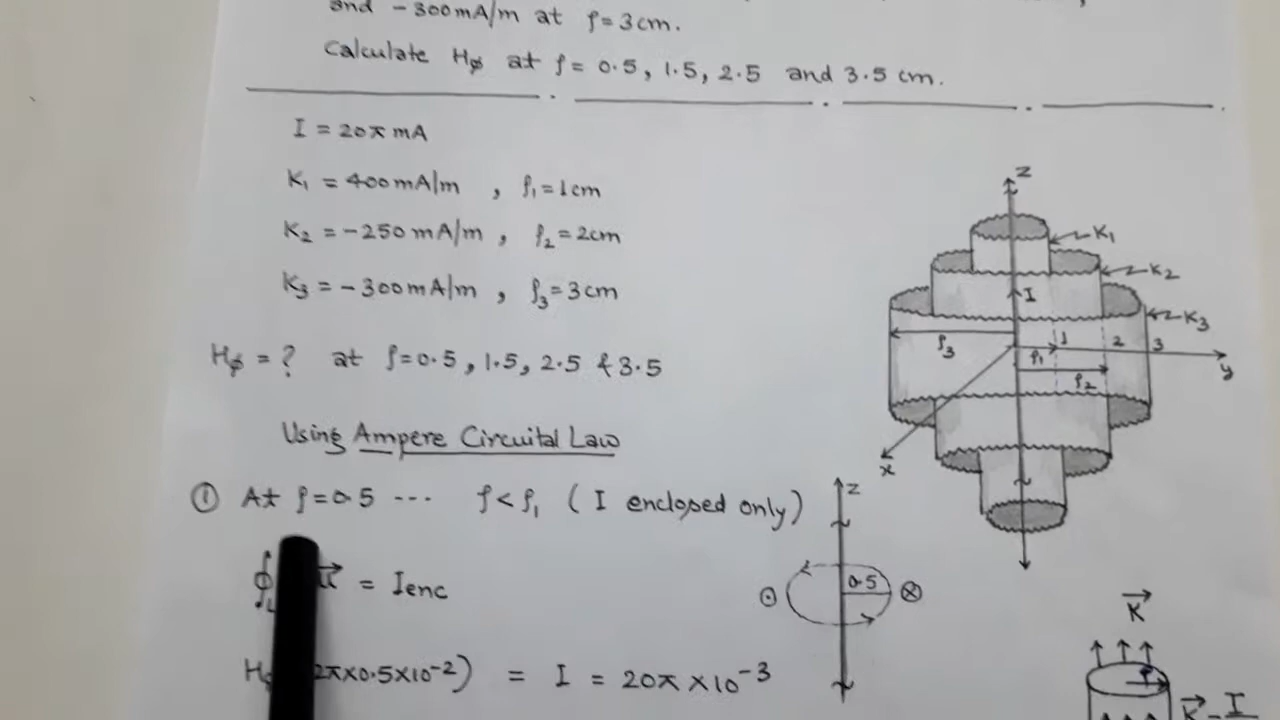 and -300mA/m at ρ=3cm.
Calculate Hϕ at ρ= 0.5, 1.5, 2.5 and 3.5 cm.
I = 20π mA
K₁ = 400mA/m , ρ₁=1cm
K₂ = -250 mA/m , ρ₂=2cm
K₃ = -300mA/m , ρ₃=3cm
Hϕ = ? at ρ=0.5 , 1.5, 2.5 & 3.5
Using Ampere Circuital Law
① At ρ=0.5 --- ρ<ρ₁ ( I enclosed only)
∮ = Ienc
2π×0.5×10⁻²) = I = 20π ×10⁻³
z
K₁
K₂
I
K₃
1 2 3
ρ₃ ρ₁
ρ₂
y
x
z
0.5
K
ρ
K = I